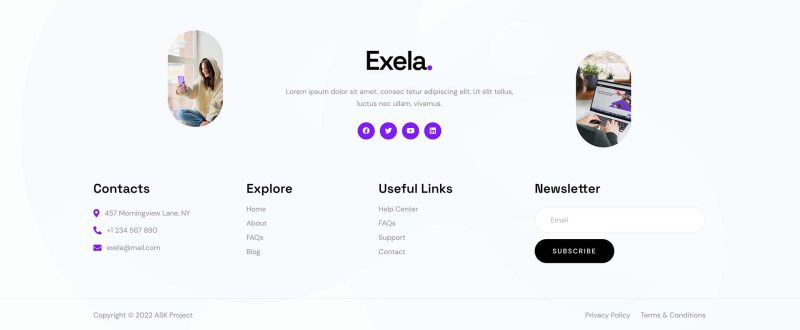 Exela.
Lorem ipsum dolor sit amet, consec tetur adipiscing elit. Ut elit tellus,
luctus nec ullam, vivamus.
Contacts
457 Morningview Lane, NY
+1 234 567 890
exela@mail.com
Explore
Home
About
FAQs
Blog
Useful Links
Help Center
FAQs
Support
Contact
Newsletter
Email
SUBSCRIBE
Copyright © 2022 ASK Project
Privacy Policy
Terms & Conditions